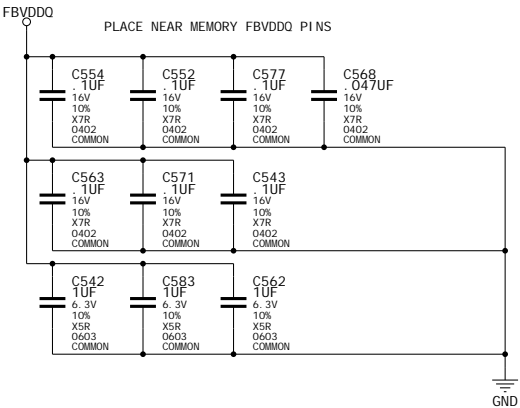 FBVDDQ
PLACE NEAR MEMORY FBVDDQ PINS
C554
.1UF
16V
10%
X7R
0402
COMMON
C552
.1UF
16V
10%
X7R
0402
COMMON
C577
.1UF
16V
10%
X7R
0402
COMMON
C568
.047UF
16V
10%
X7R
0402
COMMON
C563
.1UF
16V
10%
X7R
0402
COMMON
C571
.1UF
16V
10%
X7R
0402
COMMON
C543
.1UF
16V
10%
X7R
0402
COMMON
C542
1UF
6.3V
10%
X5R
0603
COMMON
C583
1UF
6.3V
10%
X5R
0603
COMMON
C562
1UF
6.3V
10%
X5R
0603
COMMON
GND